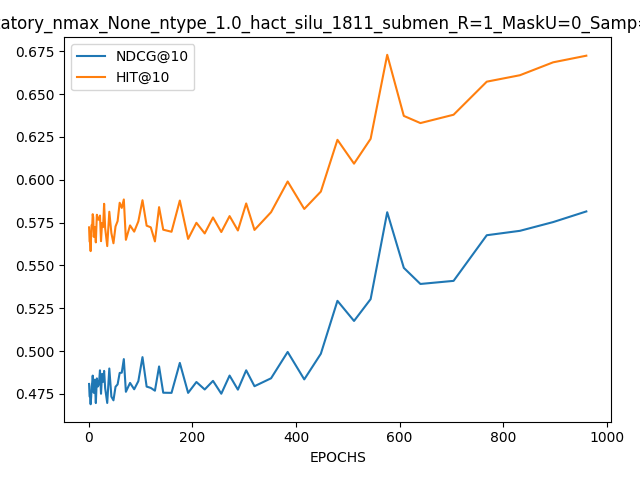 atory_nmax_None_ntype_1.0_hact_silu_1811_submen_R=1_MaskU=0_Samp=
NDCG@10
HIT@10
0.675
0.650
0.625
0.600
0.575
0.550
0.525
0.500
0.475
0 200 400 600 800 1000
EPOCHS